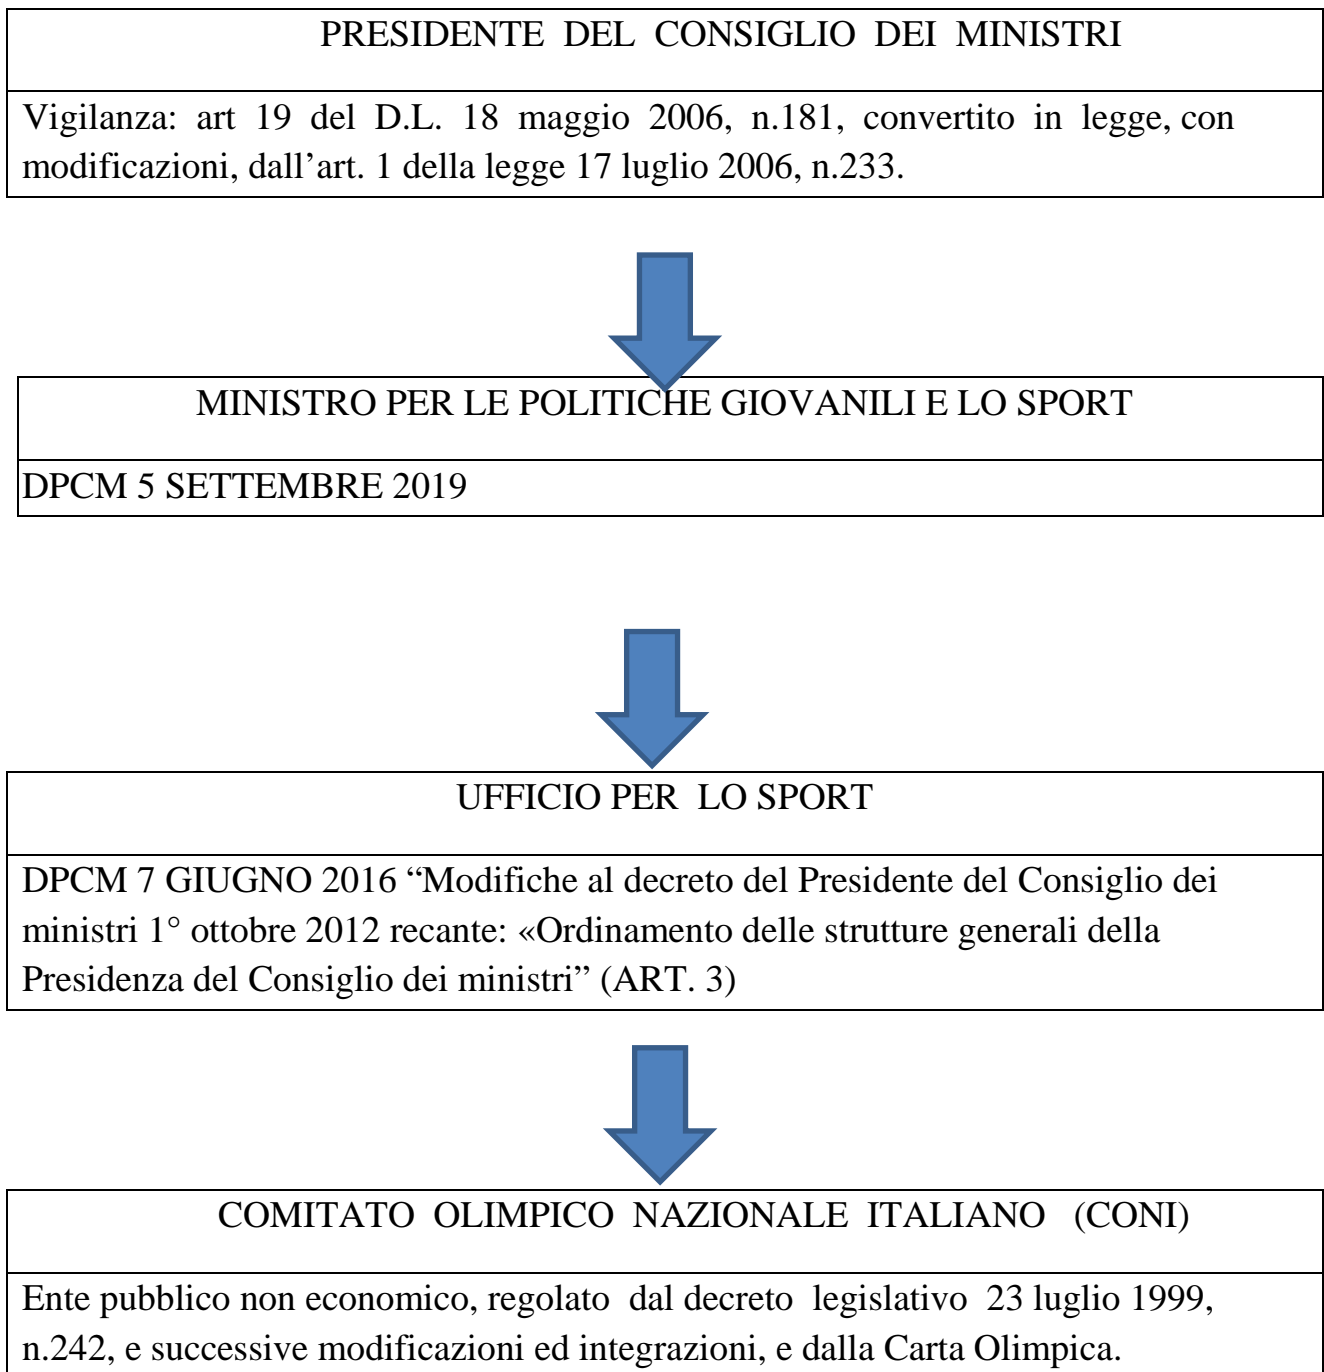 PRESIDENTE DEL CONSIGLIO DEI MINISTRI
Vigilanza: art 19 del D.L. 18 maggio 2006, n.181, convertito in legge, con
modificazioni, dall’art. 1 della legge 17 luglio 2006, n.233.
MINISTRO PER LE POLITICHE GIOVANILI E LO SPORT
DPCM 5 SETTEMBRE 2019
UFFICIO PER LO SPORT
DPCM 7 GIUGNO 2016 “Modifiche al decreto del Presidente del Consiglio dei
ministri 1° ottobre 2012 recante: «Ordinamento delle strutture generali della
Presidenza del Consiglio dei ministri” (ART. 3)
COMITATO OLIMPICO NAZIONALE ITALIANO (CONI)
Ente pubblico non economico, regolato dal decreto legislativo 23 luglio 1999,
n.242, e successive modificazioni ed integrazioni, e dalla Carta Olimpica.